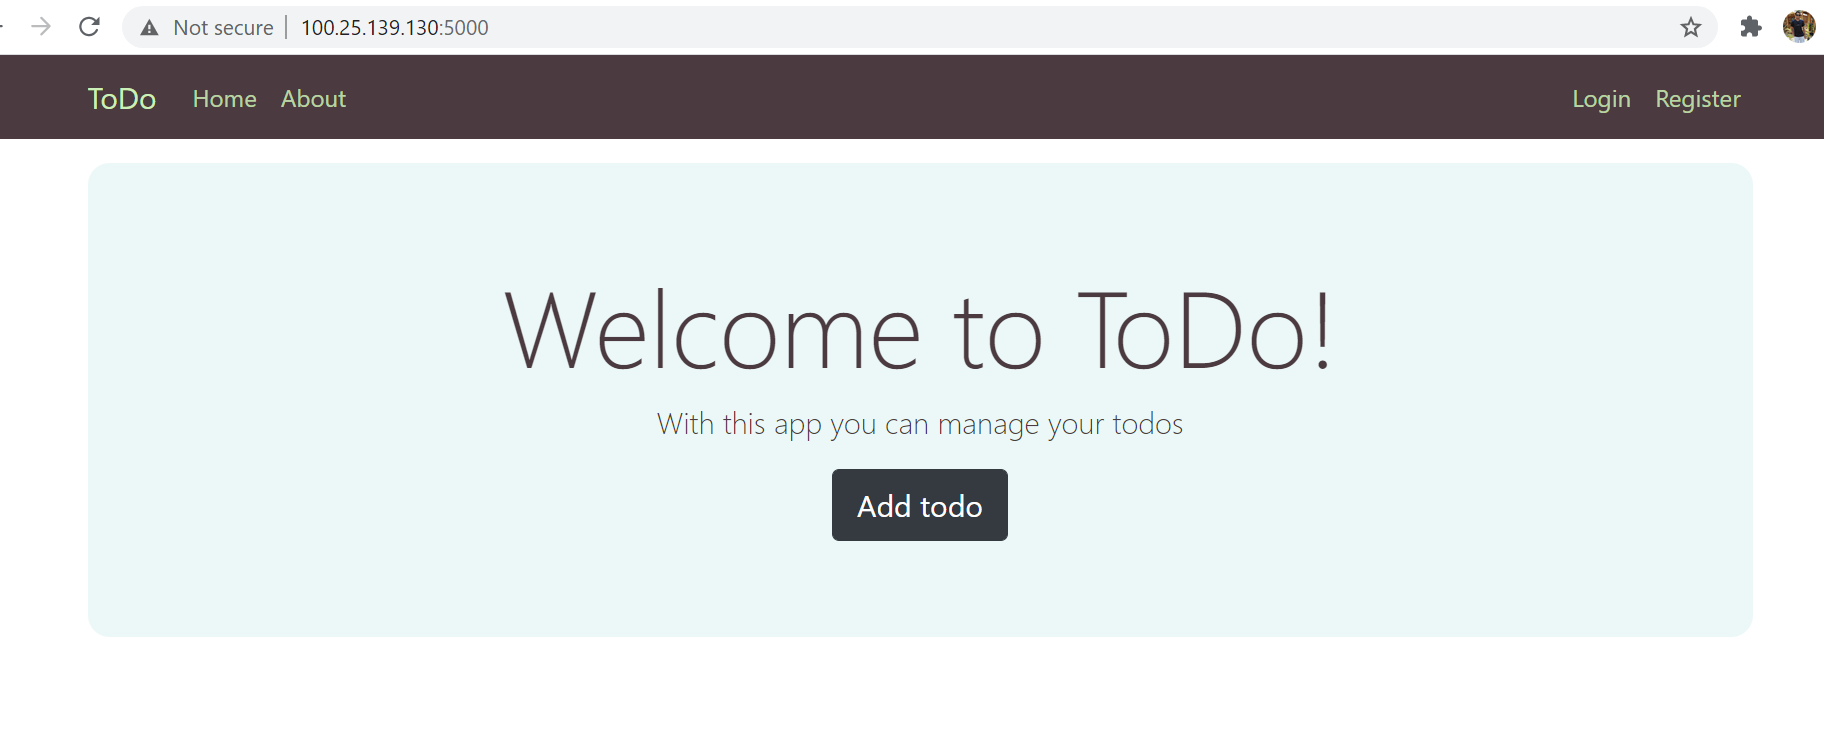 Not secure | 100.25.139.130:5000
ToDo Home About Login Register
Welcome to ToDo!
With this app you can manage your todos
Add todo